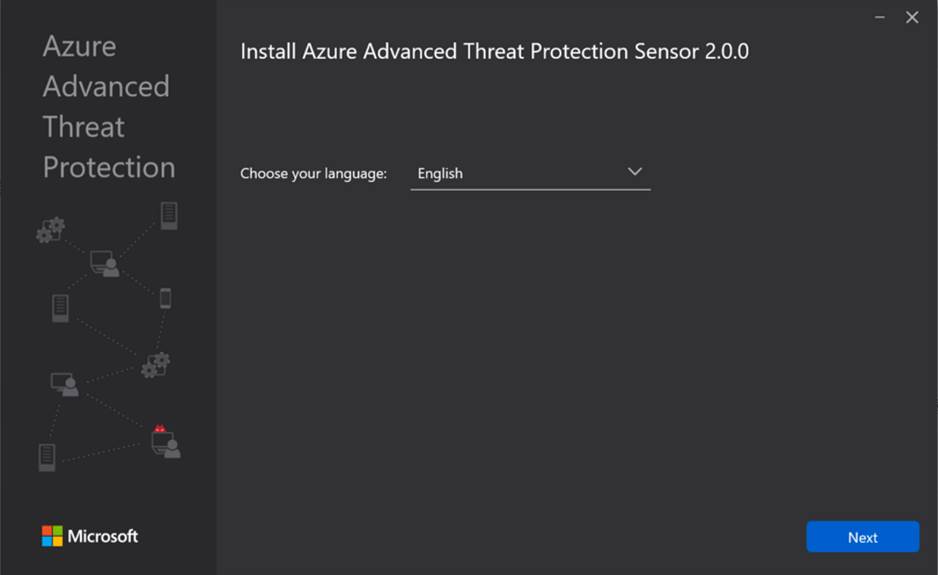 Azure
Advanced
Threat
Protection
Install Azure Advanced Threat Protection Sensor 2.0.0
Choose your language: English
Microsoft
Next